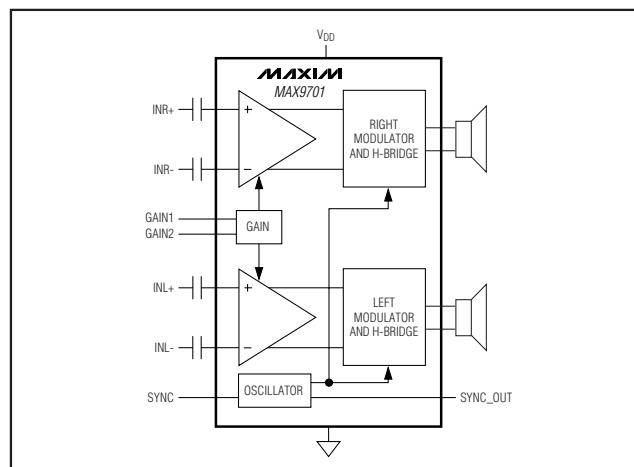 VDD
MAXIM
MAX9701
INR+
+
RIGHT
MODULATOR
AND H-BRIDGE
INR-
−
GAIN1
GAIN2
GAIN
INL+
+
LEFT
MODULATOR
AND H-BRIDGE
INL-
−
SYNC
OSCILLATOR
SYNC_OUT